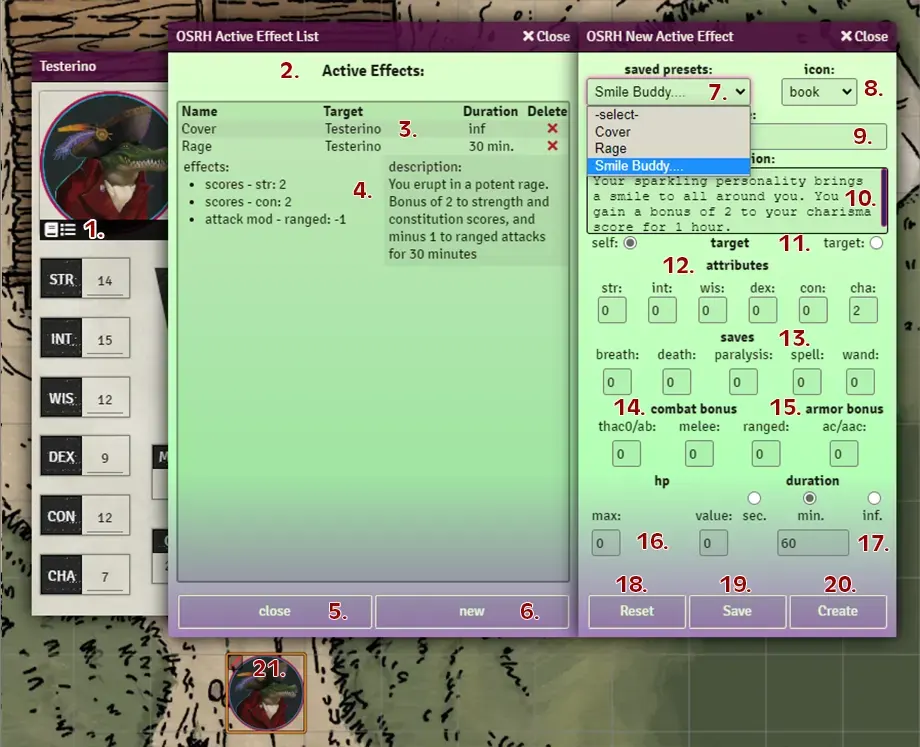 Testerino
1.
STR 14
INT 15
WIS 12
DEX 9
CON 12
CHA 7
M
OSRH Active Effect List
Close
2. Active Effects:
Name Target Duration Delete
Cover Testerino 3. inf
Rage Testerino 30 min.
effects:
scores - str: 2
scores - con: 2
attack mod - ranged: -1
4.
description:
You erupt in a potent rage.
Bonus of 2 to strength and
constitution scores, and
minus 1 to ranged attacks
for 30 minutes
close 5.
new 6.
OSRH New Active Effect
Close
saved presets: icon:
Smile Buddy.... 7. book 8.
-select-
Cover
Rage
Smile Buddy....
e:
9.
ion:
Your sparkling personality brings
a smile to all around you. You
gain a bonus of 2 to your charisma
score for 1 hour.
10.
self: target 11. target:
12. attributes
str: int: wis: dex: con: cha:
0 0 0 0 0 2
saves 13.
breath: death: paralysis: spell: wand:
0 0 0 0 0
14. combat bonus 15. armor bonus
thac0/ab: melee: ranged: ac/aac:
0 0 0 0
hp duration
max: value: sec. min. inf.
0 16. 0 60 17.
18. 19. 20.
Reset Save Create
21.